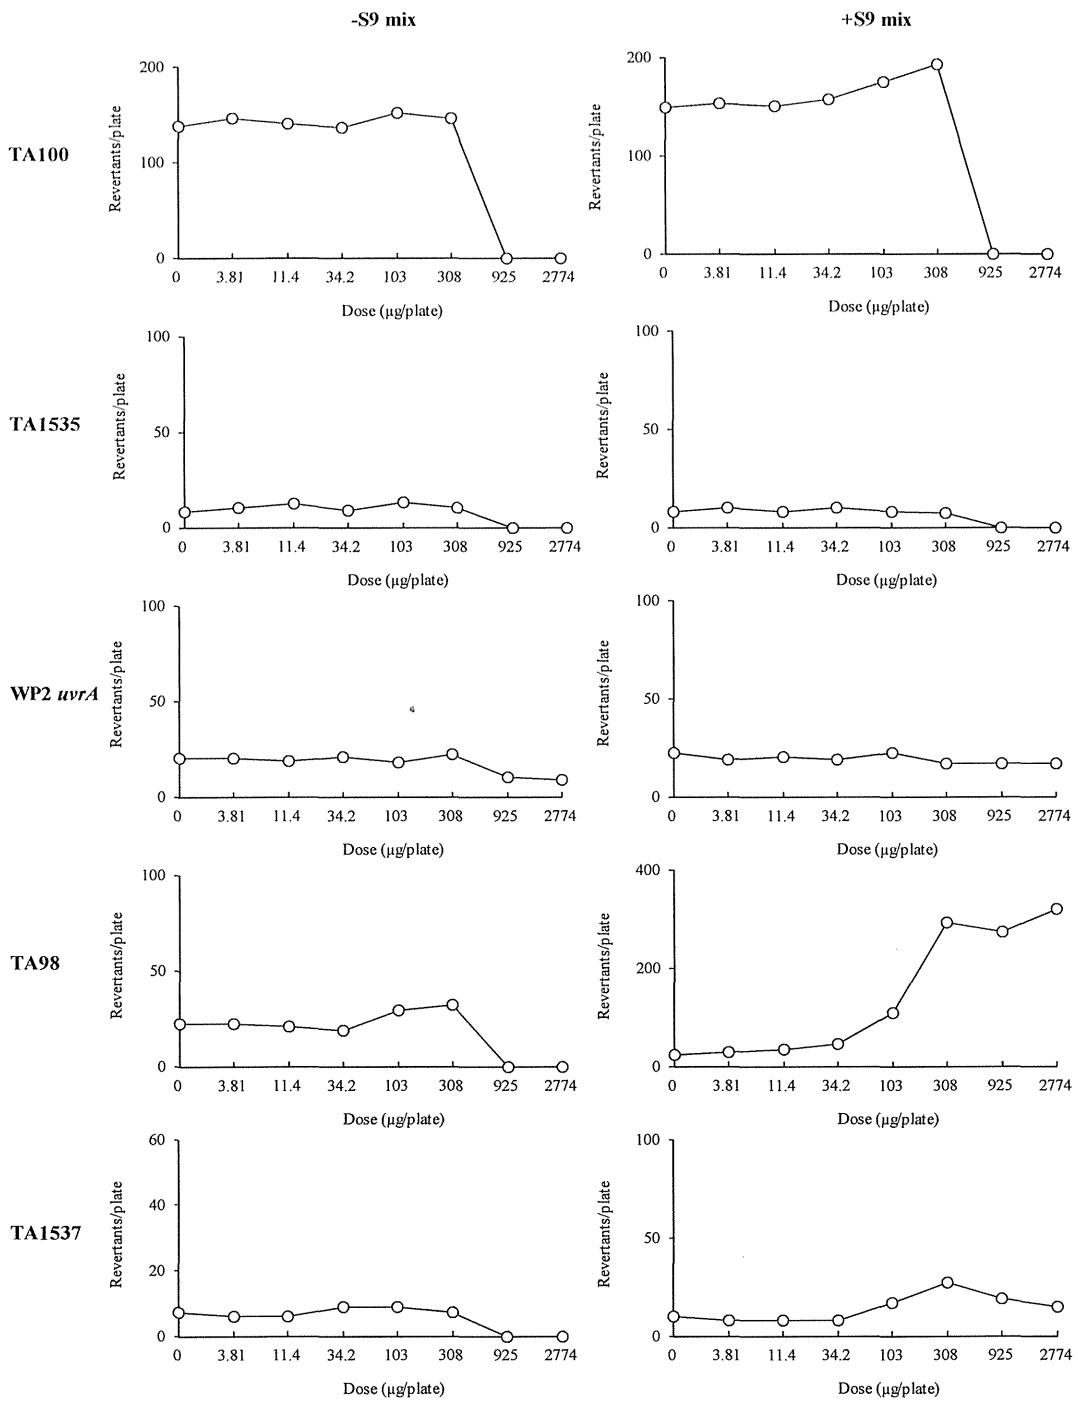 -S9 mix
+S9 mix
TA100
Revertants/plate
200
100
0
0 3.81 11.4 34.2 103 308 925 2774
Dose (µg/plate)
Revertants/plate
200
100
0
0 3.81 11.4 34.2 103 308 925 2774
Dose (µg/plate)
TA1535
Revertants/plate
100
50
0
0 3.81 11.4 34.2 103 308 925 2774
Dose (µg/plate)
Revertants/plate
100
50
0
0 3.81 11.4 34.2 103 308 925 2774
Dose (µg/plate)
WP2 uvrA
Revertants/plate
100
50
0
0 3.81 11.4 34.2 103 308 925 2774
Dose (µg/plate)
Revertants/plate
100
50
0
0 3.81 11.4 34.2 103 308 925 2774
Dose (µg/plate)
TA98
Revertants/plate
100
50
0
0 3.81 11.4 34.2 103 308 925 2774
Dose (µg/plate)
Revertants/plate
400
200
0
0 3.81 11.4 34.2 103 308 925 2774
Dose (µg/plate)
TA1537
Revertants/plate
60
40
20
0
0 3.81 11.4 34.2 103 308 925 2774
Dose (µg/plate)
Revertants/plate
100
50
0
0 3.81 11.4 34.2 103 308 925 2774
Dose (µg/plate)